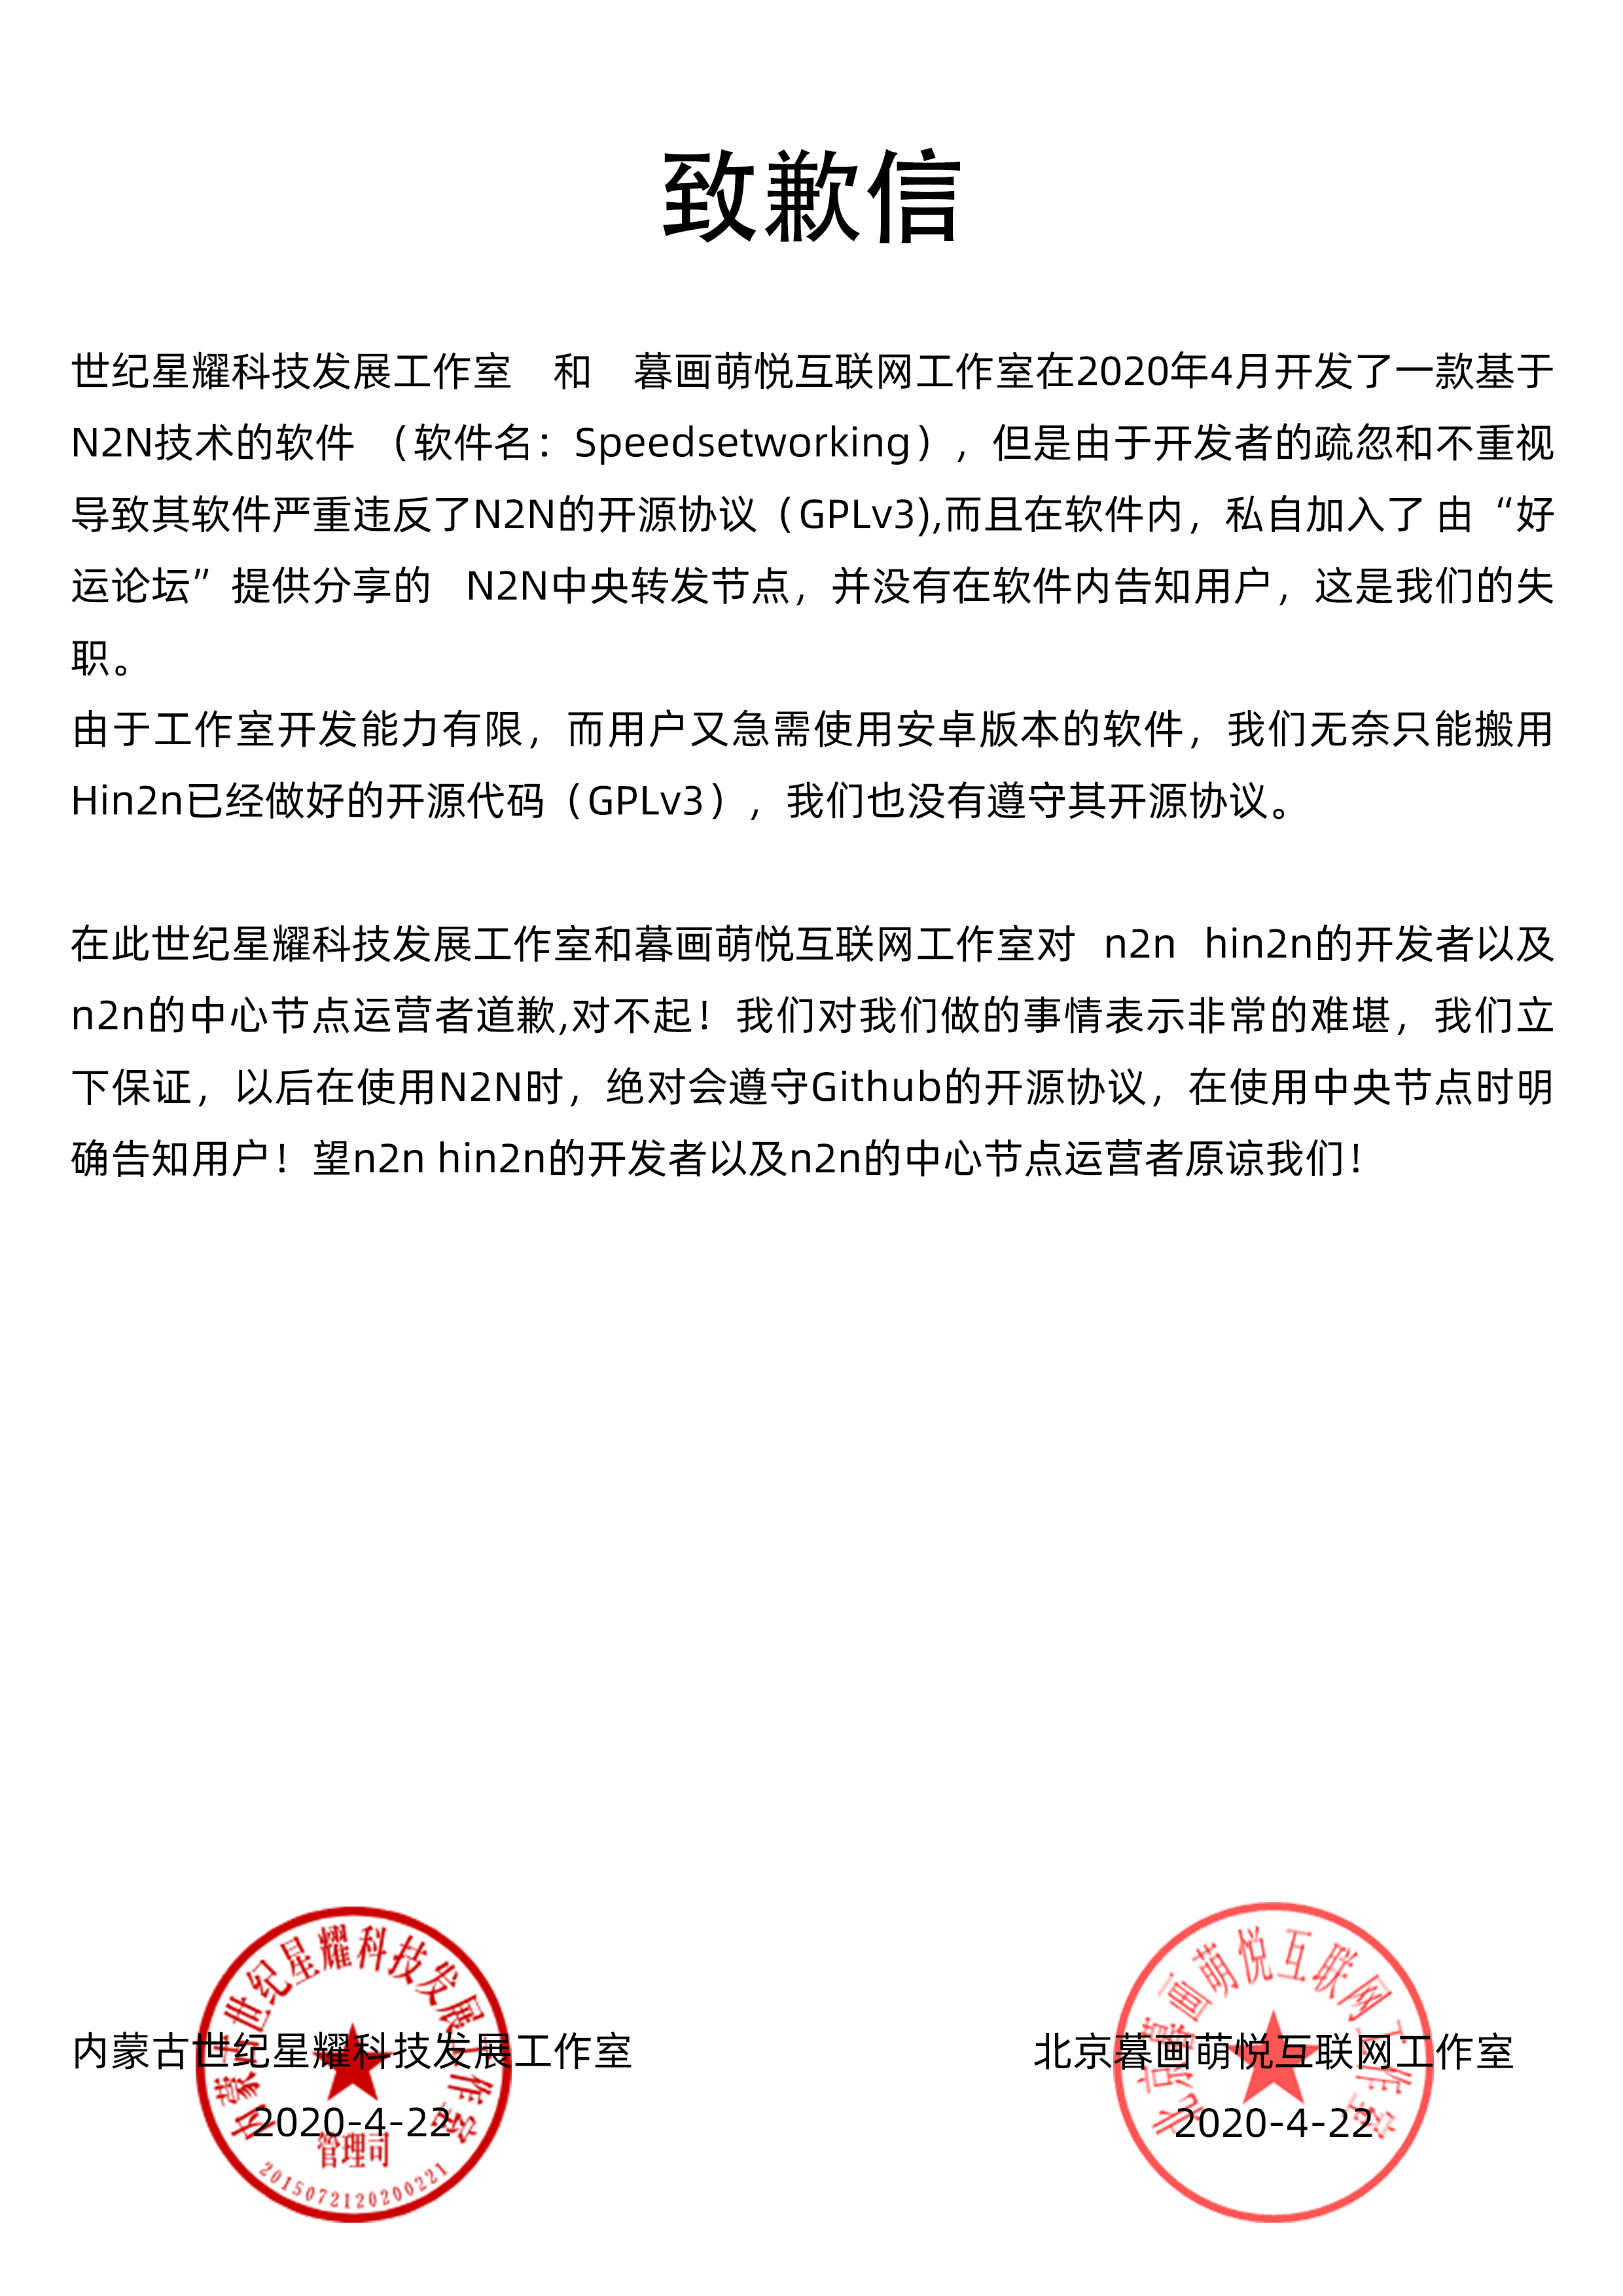 致歉信
世纪星耀科技发展工作室　和　暮画萌悦互联网工作室在2020年4月开发了一款基于
N2N技术的软件 （软件名：Speedsetworking），但是由于开发者的疏忽和不重视
导致其软件严重违反了N2N的开源协议（GPLv3),而且在软件内，私自加入了 由“好
运论坛”提供分享的 N2N中央转发节点，并没有在软件内告知用户，这是我们的失
职。
由于工作室开发能力有限，而用户又急需使用安卓版本的软件，我们无奈只能搬用
Hin2n已经做好的开源代码（GPLv3），我们也没有遵守其开源协议。
在此世纪星耀科技发展工作室和暮画萌悦互联网工作室对 n2n hin2n的开发者以及
n2n的中心节点运营者道歉,对不起！我们对我们做的事情表示非常的难堪，我们立
下保证，以后在使用N2N时，绝对会遵守Github的开源协议，在使用中央节点时明
确告知用户！望n2n hin2n的开发者以及n2n的中心节点运营者原谅我们！
内蒙古世纪星耀科技发展工作室
2020-4-22
内蒙古世纪星耀科技发展工作室
管理司
2015072120200221
北京暮画萌悦互联网工作室
2020-4-22
北京暮画萌悦互联网工作室